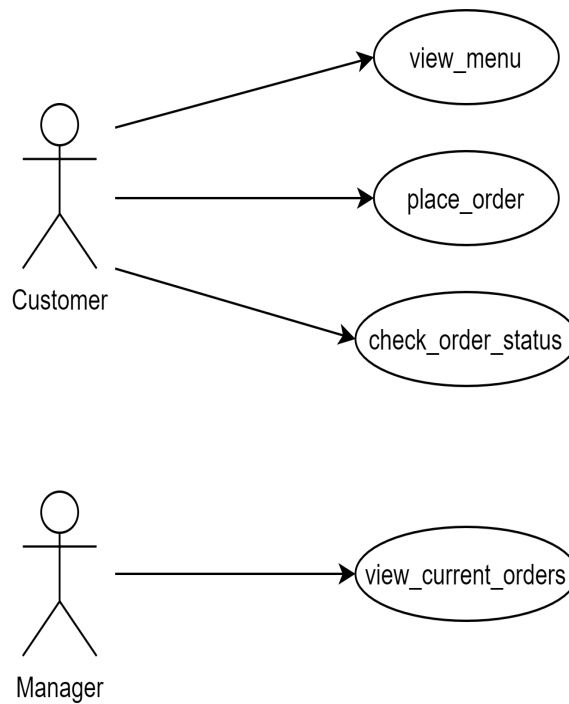 view_menu
place_order
Customer
check_order_status
view_current_orders
Manager